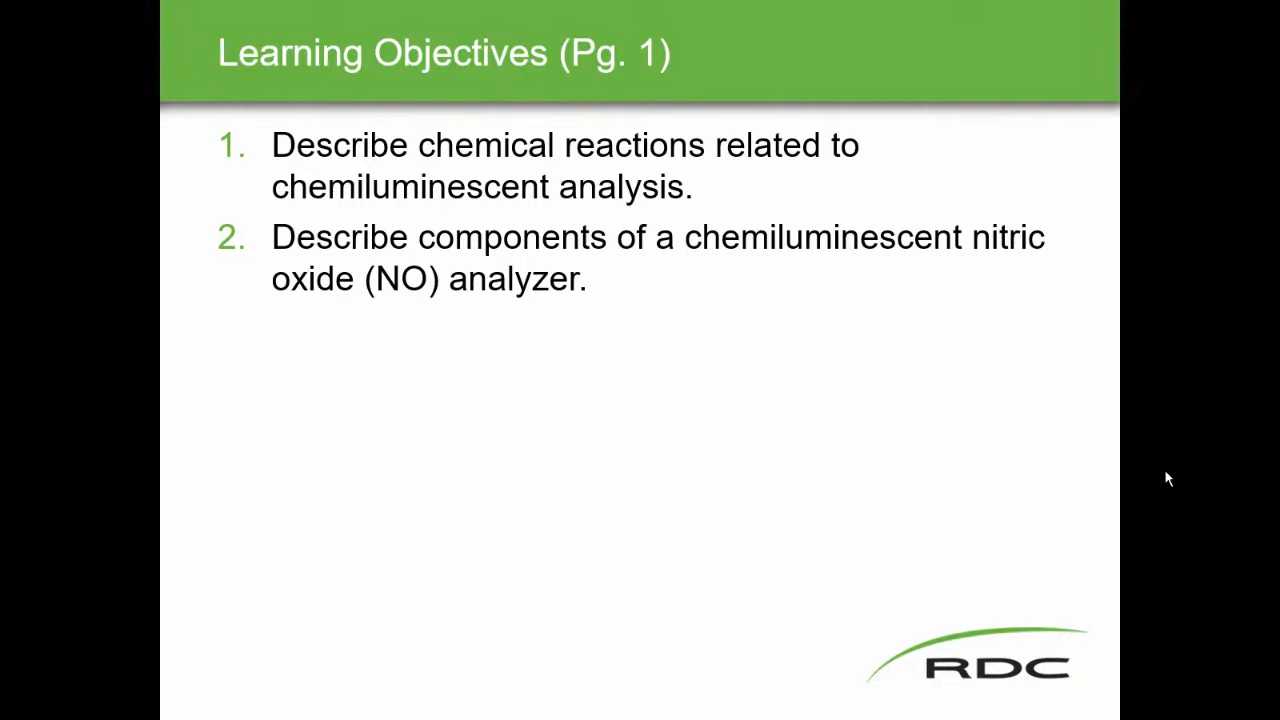 Learning Objectives (Pg. 1)
1. Describe chemical reactions related to
chemiluminescent analysis.
2. Describe components of a chemiluminescent nitric
oxide (NO) analyzer.
RDC